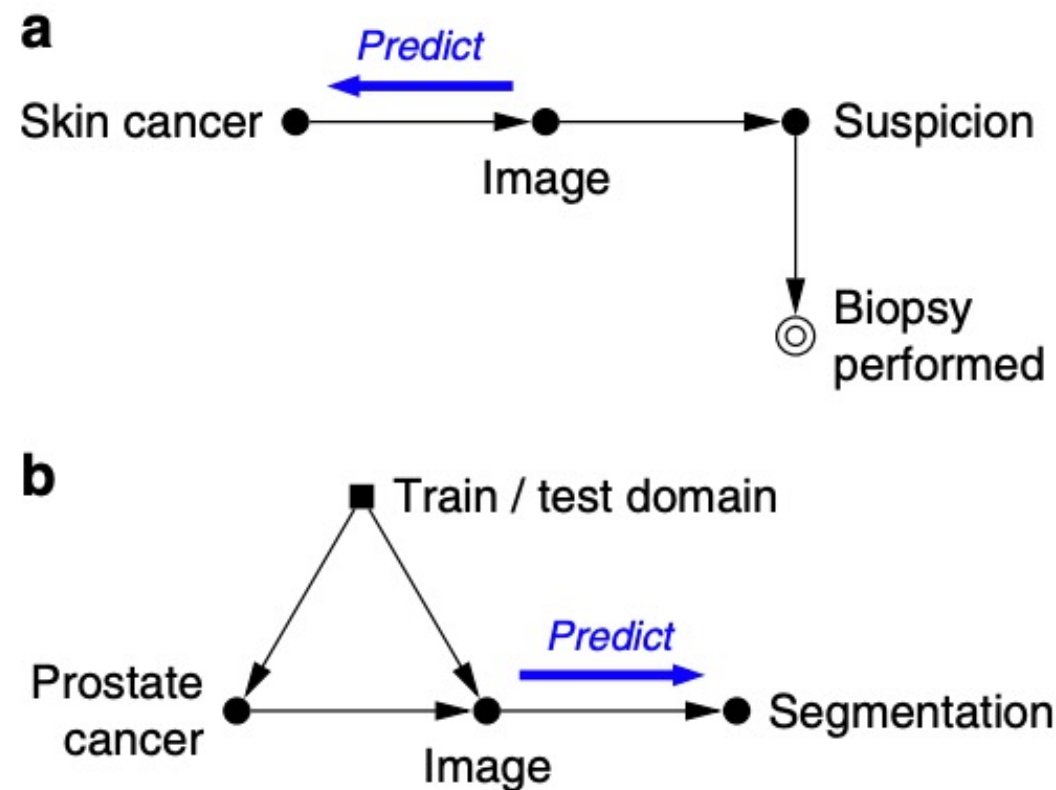 a
Predict
Skin cancer
Suspicion
Image
Biopsy
performed
b
Train / test domain
Predict
Prostate
cancer
Segmentation
Image